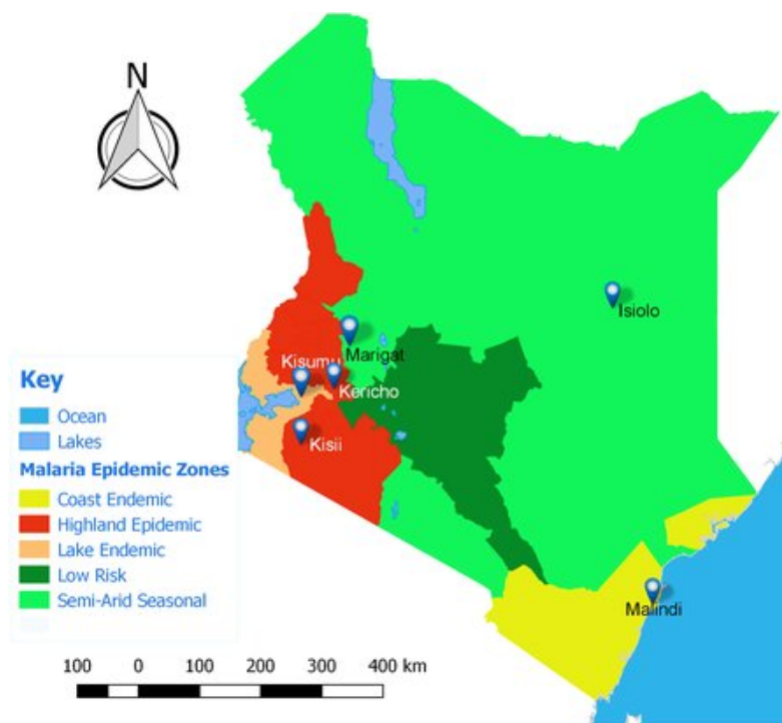 N
Isiolo
Marigat
Kisumu
Kericho
Kisii
Malindi
Key
Ocean
Lakes
Malaria Epidemic Zones
Coast Endemic
Highland Epidemic
Lake Endemic
Low Risk
Semi-Arid Seasonal
100 0 100 200 300 400 km